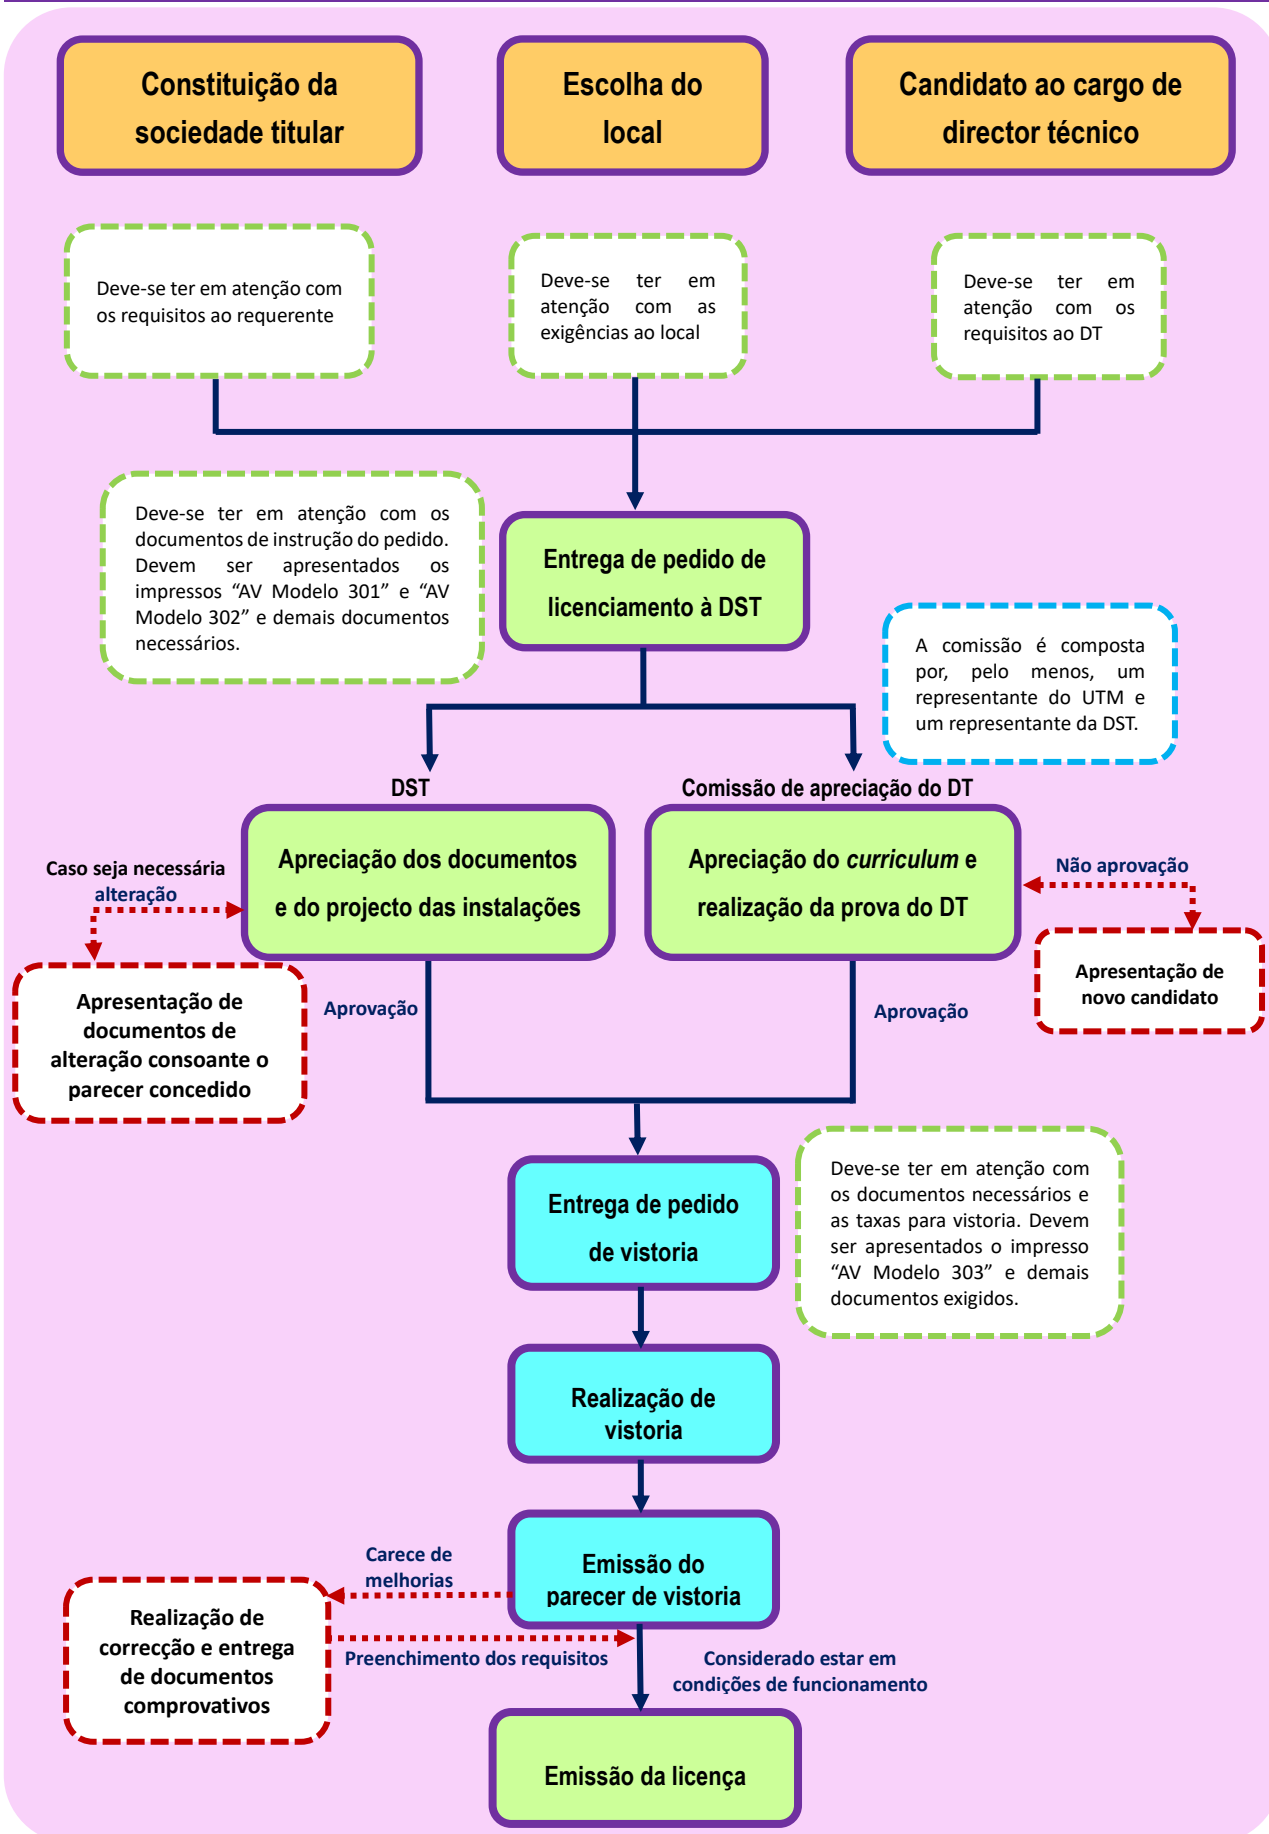 Constituição da
sociedade titular
Escolha do
local
Candidato ao cargo de
director técnico
Deve-se ter em atenção com
os requisitos ao requerente
Deve-se ter em
atenção com as
exigências ao local
Deve-se ter em
atenção com os
requisitos ao DT
Deve-se ter em atenção com os
documentos de instrução do pedido.
Devem ser apresentados os
impressos “AV Modelo 301” e “AV
Modelo 302” e demais documentos
necessários.
Entrega de pedido de
licenciamento à DST
A comissão é composta
por, pelo menos, um
representante do UTM e
um representante da DST.
DST
Comissão de apreciação do DT
Apreciação dos documentos
e do projecto das instalações
Apreciação do curriculum e
realização da prova do DT
Caso seja necessária
alteração
Não aprovação
Apresentação de
documentos de
alteração consoante o
parecer concedido
Aprovação
Aprovação
Apresentação de
novo candidato
Entrega de pedido
de vistoria
Deve-se ter em atenção com
os documentos necessários e
as taxas para vistoria. Devem
ser apresentados o impresso
“AV Modelo 303” e demais
documentos exigidos.
Realização de
vistoria
Emissão do
parecer de vistoria
Carece de
melhorias
Realização de
correcção e entrega
de documentos
comprovativos
Preenchimento dos requisitos
Considerado estar em
condições de funcionamento
Emissão da licença